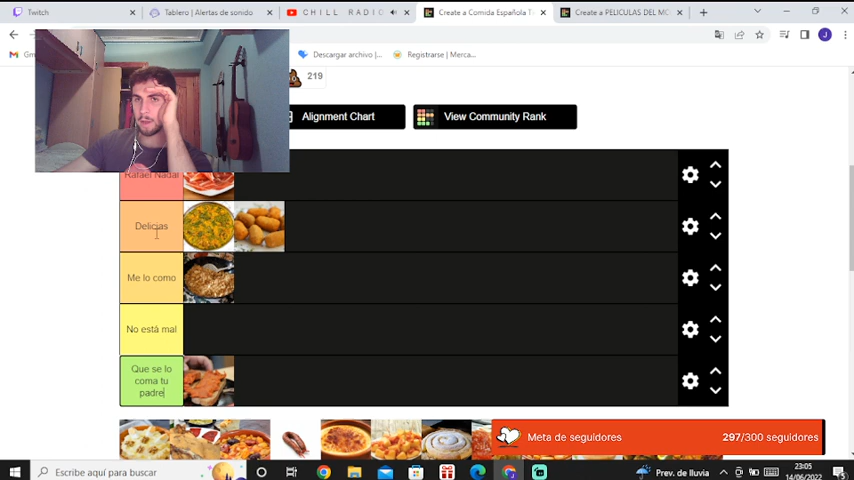 Twitch
Tablero | Alertas de sonido
CHILL RADIO
Create a Comida Española T
Create a PELICULAS DEL MO
J
Descargar archivo |...
Registrarse | Merca...
219
Alignment Chart
View Community Rank
Rafael Nadal
Delicias
Me lo como
No está mal
Que se lo
coma tu
padre
Meta de seguidores
297/300 seguidores
Escribe aquí para buscar
Prev. de lluvia
23:05
14/06/2022